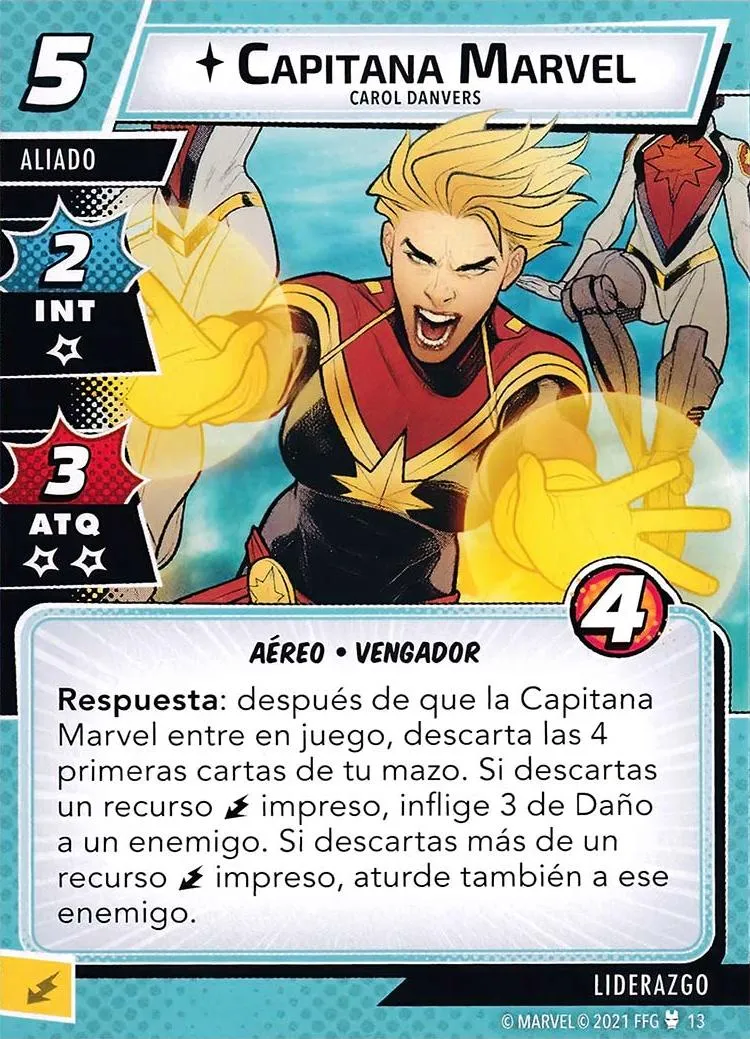 5
CAPITANA MARVEL
CAROL DANVERS
ALIADO
2
INT
3
ATQ
4
AÉREO • VENGADOR
Respuesta: después de que la Capitana
Marvel entre en juego, descarta las 4
primeras cartas de tu mazo. Si descartas
un recurso impreso, inflige 3 de Daño
a un enemigo. Si descartas más de un
recurso impreso, aturde también a ese
enemigo.
LIDERAZGO
© MARVEL © 2021 FFG 13